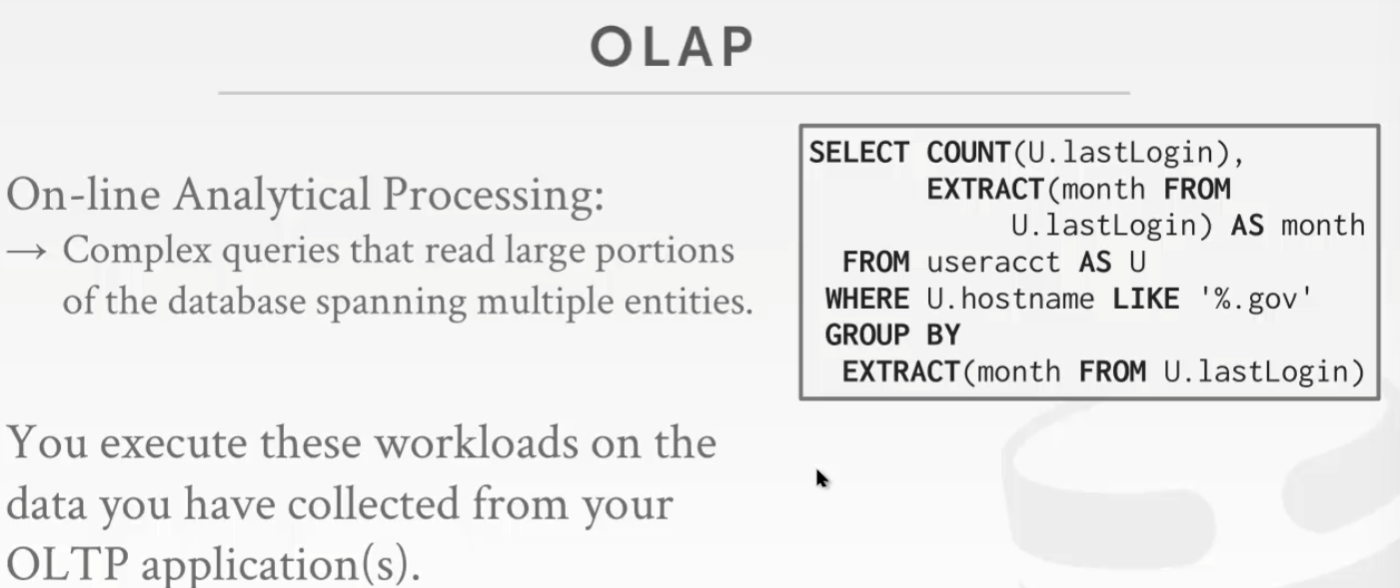 OLAP
On-line Analytical Processing:
→ Complex queries that read large portions
of the database spanning multiple entities.
You execute these workloads on the
data you have collected from your
OLTP application(s).
SELECT COUNT(U.lastLogin),
EXTRACT(month FROM
U.lastLogin) AS month
FROM useracct AS U
WHERE U.hostname LIKE '%.gov'
GROUP BY
EXTRACT(month FROM U.lastLogin)